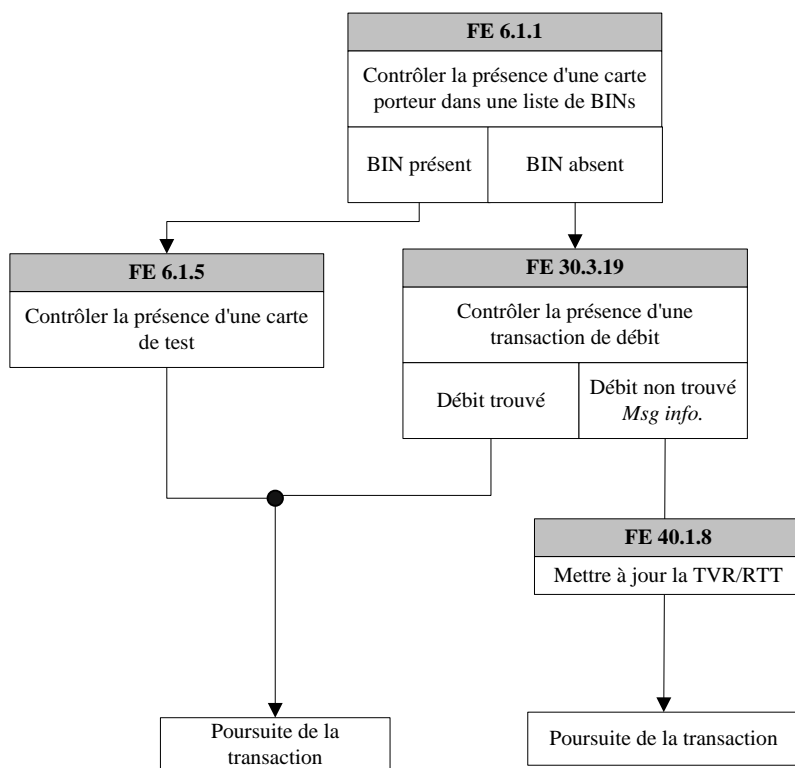 FE 6.1.1
Contrôler la présence d'une carte
porteur dans une liste de BINs
BIN présent
BIN absent
FE 6.1.5
Contrôler la présence d'une carte
de test
FE 30.3.19
Contrôler la présence d'une
transaction de débit
Débit trouvé
Débit non trouvé
Msg info.
FE 40.1.8
Mettre à jour la TVR/RTT
Poursuite de la
transaction
Poursuite de la transaction